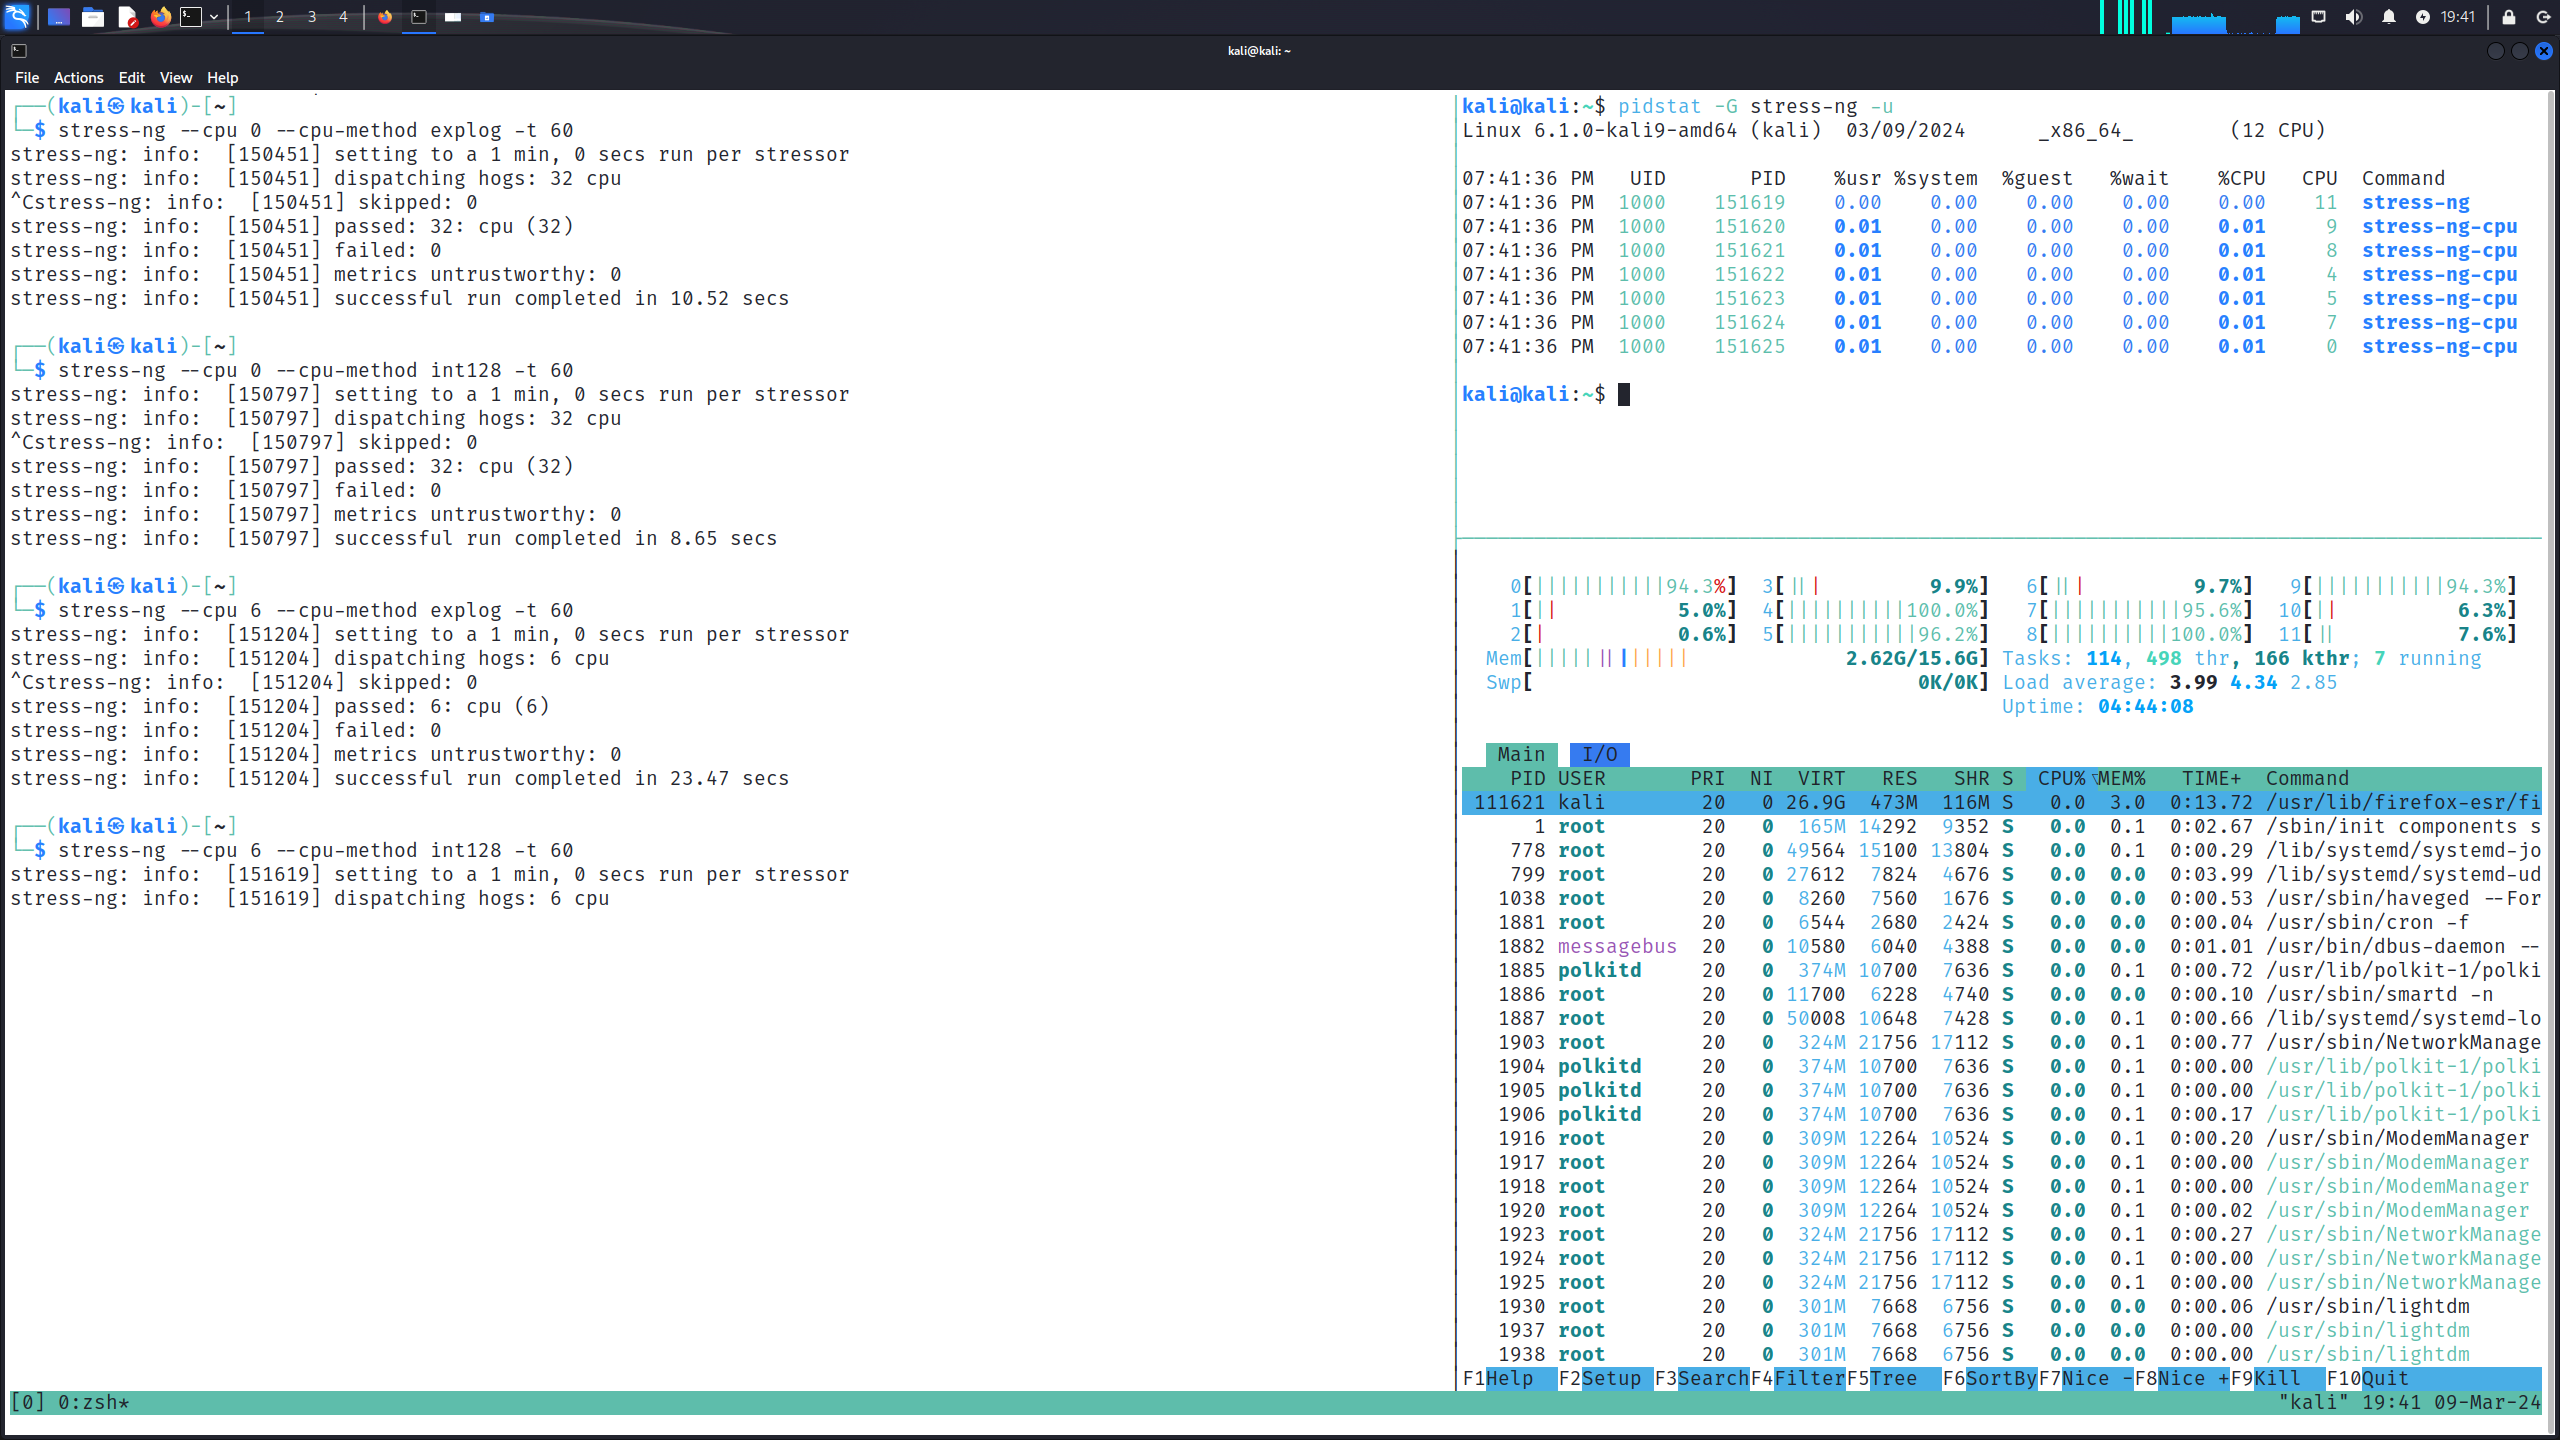 1 2 3 4 19:41
kali@kali: ~
File Actions Edit View Help
┌──(kali㉿kali)-[~]
└─$ stress-ng --cpu 0 --cpu-method explog -t 60
stress-ng: info:  [150451] setting to a 1 min, 0 secs run per stressor
stress-ng: info:  [150451] dispatching hogs: 32 cpu
^Cstress-ng: info:  [150451] skipped: 0
stress-ng: info:  [150451] passed: 32: cpu (32)
stress-ng: info:  [150451] failed: 0
stress-ng: info:  [150451] metrics untrustworthy: 0
stress-ng: info:  [150451] successful run completed in 10.52 secs
┌──(kali㉿kali)-[~]
└─$ stress-ng --cpu 0 --cpu-method int128 -t 60
stress-ng: info:  [150797] setting to a 1 min, 0 secs run per stressor
stress-ng: info:  [150797] dispatching hogs: 32 cpu
^Cstress-ng: info:  [150797] skipped: 0
stress-ng: info:  [150797] passed: 32: cpu (32)
stress-ng: info:  [150797] failed: 0
stress-ng: info:  [150797] metrics untrustworthy: 0
stress-ng: info:  [150797] successful run completed in 8.65 secs
┌──(kali㉿kali)-[~]
└─$ stress-ng --cpu 6 --cpu-method explog -t 60
stress-ng: info:  [151204] setting to a 1 min, 0 secs run per stressor
stress-ng: info:  [151204] dispatching hogs: 6 cpu
^Cstress-ng: info:  [151204] skipped: 0
stress-ng: info:  [151204] passed: 6: cpu (6)
stress-ng: info:  [151204] failed: 0
stress-ng: info:  [151204] metrics untrustworthy: 0
stress-ng: info:  [151204] successful run completed in 23.47 secs
┌──(kali㉿kali)-[~]
└─$ stress-ng --cpu 6 --cpu-method int128 -t 60
stress-ng: info:  [151619] setting to a 1 min, 0 secs run per stressor
stress-ng: info:  [151619] dispatching hogs: 6 cpu
kali@kali:~$ pidstat -G stress-ng -u
Linux 6.1.0-kali9-amd64 (kali)  03/09/2024      _x86_64_        (12 CPU)
07:41:36 PM   UID       PID    %usr %system  %guest   %wait    %CPU   CPU  Command
07:41:36 PM  1000    151619    0.00    0.00    0.00    0.00    0.00    11  stress-ng
07:41:36 PM  1000    151620    0.01    0.00    0.00    0.00    0.01     9  stress-ng-cpu
07:41:36 PM  1000    151621    0.01    0.00    0.00    0.00    0.01     8  stress-ng-cpu
07:41:36 PM  1000    151622    0.01    0.00    0.00    0.00    0.01     4  stress-ng-cpu
07:41:36 PM  1000    151623    0.01    0.00    0.00    0.00    0.01     5  stress-ng-cpu
07:41:36 PM  1000    151624    0.01    0.00    0.00    0.00    0.01     7  stress-ng-cpu
07:41:36 PM  1000    151625    0.01    0.00    0.00    0.00    0.01     0  stress-ng-cpu
kali@kali:~$
0[|||||||||||94.3%] 3[||| 9.9%] 6[||| 9.7%] 9[|||||||||||94.3%]
1[|| 5.0%] 4[||||||||||100.0%] 7[|||||||||||95.6%] 10[|| 6.3%]
2[| 0.6%] 5[|||||||||||96.2%] 8[||||||||||100.0%] 11[|| 7.6%]
Mem[||||||||||||| 2.62G/15.6G] Tasks: 114, 498 thr, 166 kthr; 7 running
Swp[ 0K/0K] Load average: 3.99 4.34 2.85
Uptime: 04:44:08
Main I/O
PID USER PRI NI VIRT RES SHR S CPU%▽MEM% TIME+ Command
111621 kali 20 0 26.9G 473M 116M S 0.0 3.0 0:13.72 /usr/lib/firefox-esr/fi
1 root 20 0 165M 14292 9352 S 0.0 0.1 0:02.67 /sbin/init components s
778 root 20 0 49564 15100 13804 S 0.0 0.1 0:00.29 /lib/systemd/systemd-jo
799 root 20 0 27612 7824 4676 S 0.0 0.0 0:03.99 /lib/systemd/systemd-ud
1038 root 20 0 8260 7560 1676 S 0.0 0.0 0:00.53 /usr/sbin/haveged --For
1881 root 20 0 6544 2680 2424 S 0.0 0.0 0:00.04 /usr/sbin/cron -f
1882 messagebus 20 0 10580 6040 4388 S 0.0 0.0 0:01.01 /usr/bin/dbus-daemon --
1885 polkitd 20 0 374M 10700 7636 S 0.0 0.1 0:00.72 /usr/lib/polkit-1/polki
1886 root 20 0 11700 6228 4740 S 0.0 0.0 0:00.10 /usr/sbin/smartd -n
1887 root 20 0 50008 10648 7428 S 0.0 0.1 0:00.66 /lib/systemd/systemd-lo
1903 root 20 0 324M 21756 17112 S 0.0 0.1 0:00.77 /usr/sbin/NetworkManage
1904 polkitd 20 0 374M 10700 7636 S 0.0 0.1 0:00.00 /usr/lib/polkit-1/polki
1905 polkitd 20 0 374M 10700 7636 S 0.0 0.1 0:00.00 /usr/lib/polkit-1/polki
1906 polkitd 20 0 374M 10700 7636 S 0.0 0.1 0:00.17 /usr/lib/polkit-1/polki
1916 root 20 0 309M 12264 10524 S 0.0 0.1 0:00.20 /usr/sbin/ModemManager
1917 root 20 0 309M 12264 10524 S 0.0 0.1 0:00.00 /usr/sbin/ModemManager
1918 root 20 0 309M 12264 10524 S 0.0 0.1 0:00.00 /usr/sbin/ModemManager
1920 root 20 0 309M 12264 10524 S 0.0 0.1 0:00.02 /usr/sbin/ModemManager
1923 root 20 0 324M 21756 17112 S 0.0 0.1 0:00.27 /usr/sbin/NetworkManage
1924 root 20 0 324M 21756 17112 S 0.0 0.1 0:00.00 /usr/sbin/NetworkManage
1925 root 20 0 324M 21756 17112 S 0.0 0.1 0:00.00 /usr/sbin/NetworkManage
1930 root 20 0 301M 7668 6756 S 0.0 0.0 0:00.06 /usr/sbin/lightdm
1937 root 20 0 301M 7668 6756 S 0.0 0.0 0:00.00 /usr/sbin/lightdm
1938 root 20 0 301M 7668 6756 S 0.0 0.0 0:00.00 /usr/sbin/lightdm
F1Help F2Setup F3SearchF4FilterF5Tree F6SortByF7Nice -F8Nice +F9Kill F10Quit
[0] 0:zsh* "kali" 19:41 09-Mar-24